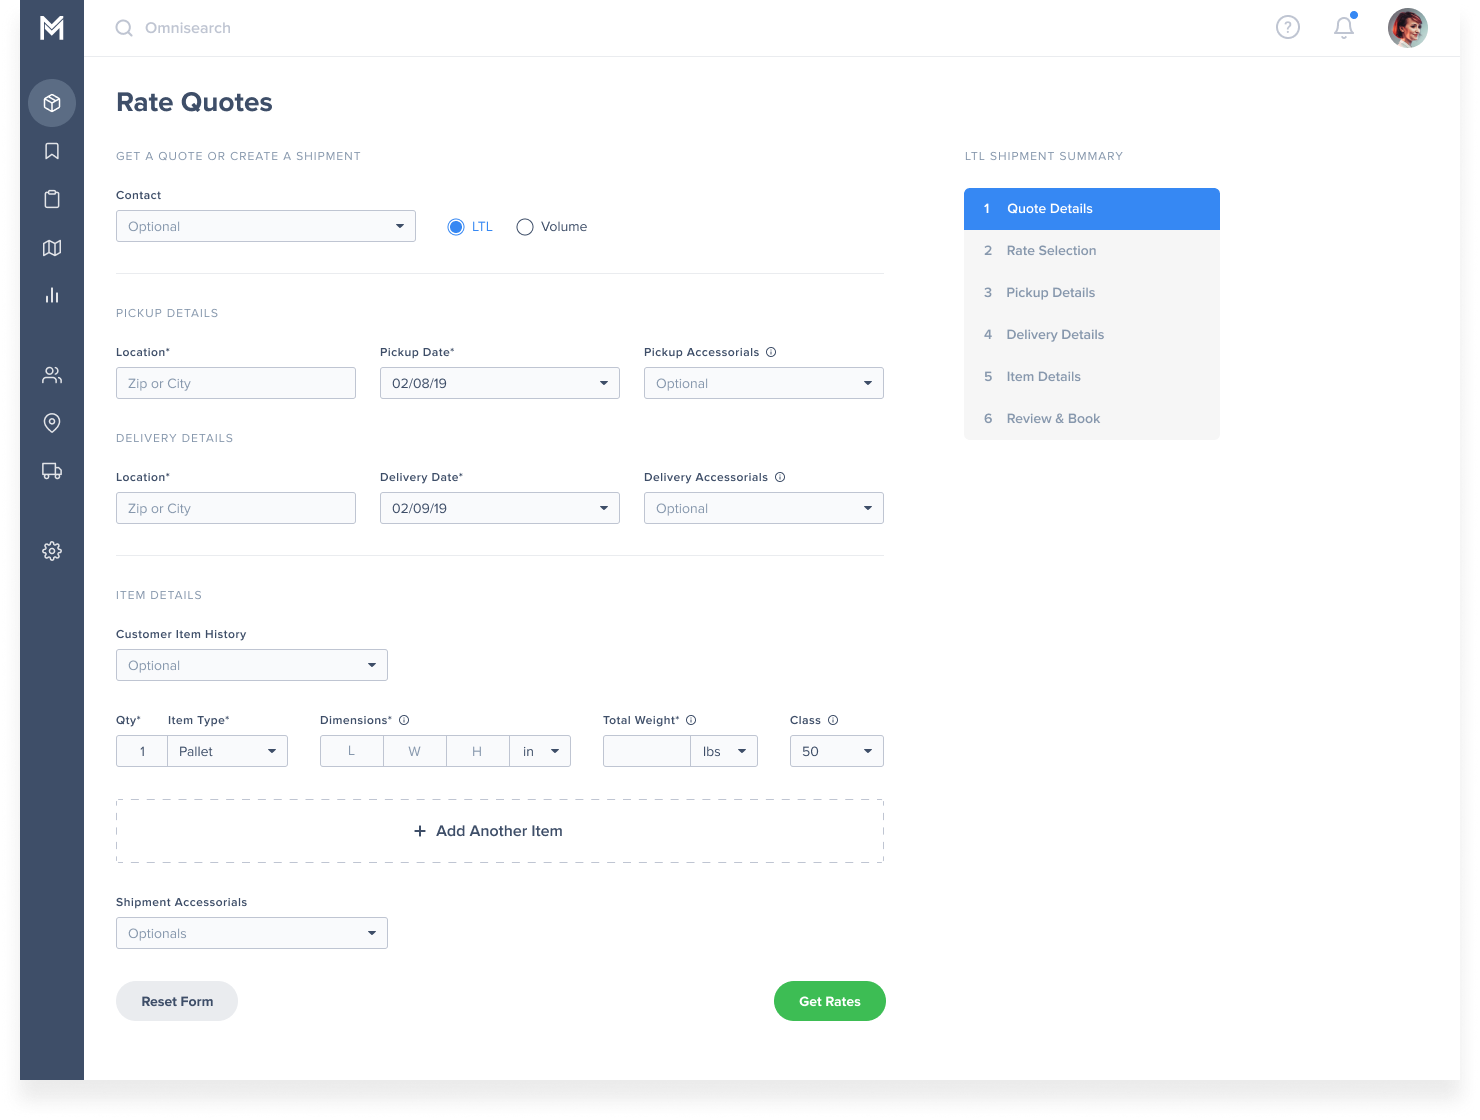 M
Omnisearch
?
Rate Quotes
GET A QUOTE OR CREATE A SHIPMENT
Contact
Optional
LTL
Volume
PICKUP DETAILS
Location*
Pickup Date*
Pickup Accessorials
Zip or City
02/08/19
Optional
DELIVERY DETAILS
Location*
Delivery Date*
Delivery Accessorials
Zip or City
02/09/19
Optional
ITEM DETAILS
Customer Item History
Optional
Qty*
Item Type*
Dimensions*
Total Weight*
Class
1
Pallet
L
W
H
in
lbs
50
+ Add Another Item
Shipment Accessorials
Optionals
Reset Form
Get Rates
LTL SHIPMENT SUMMARY
1 Quote Details
2 Rate Selection
3 Pickup Details
4 Delivery Details
5 Item Details
6 Review & Book